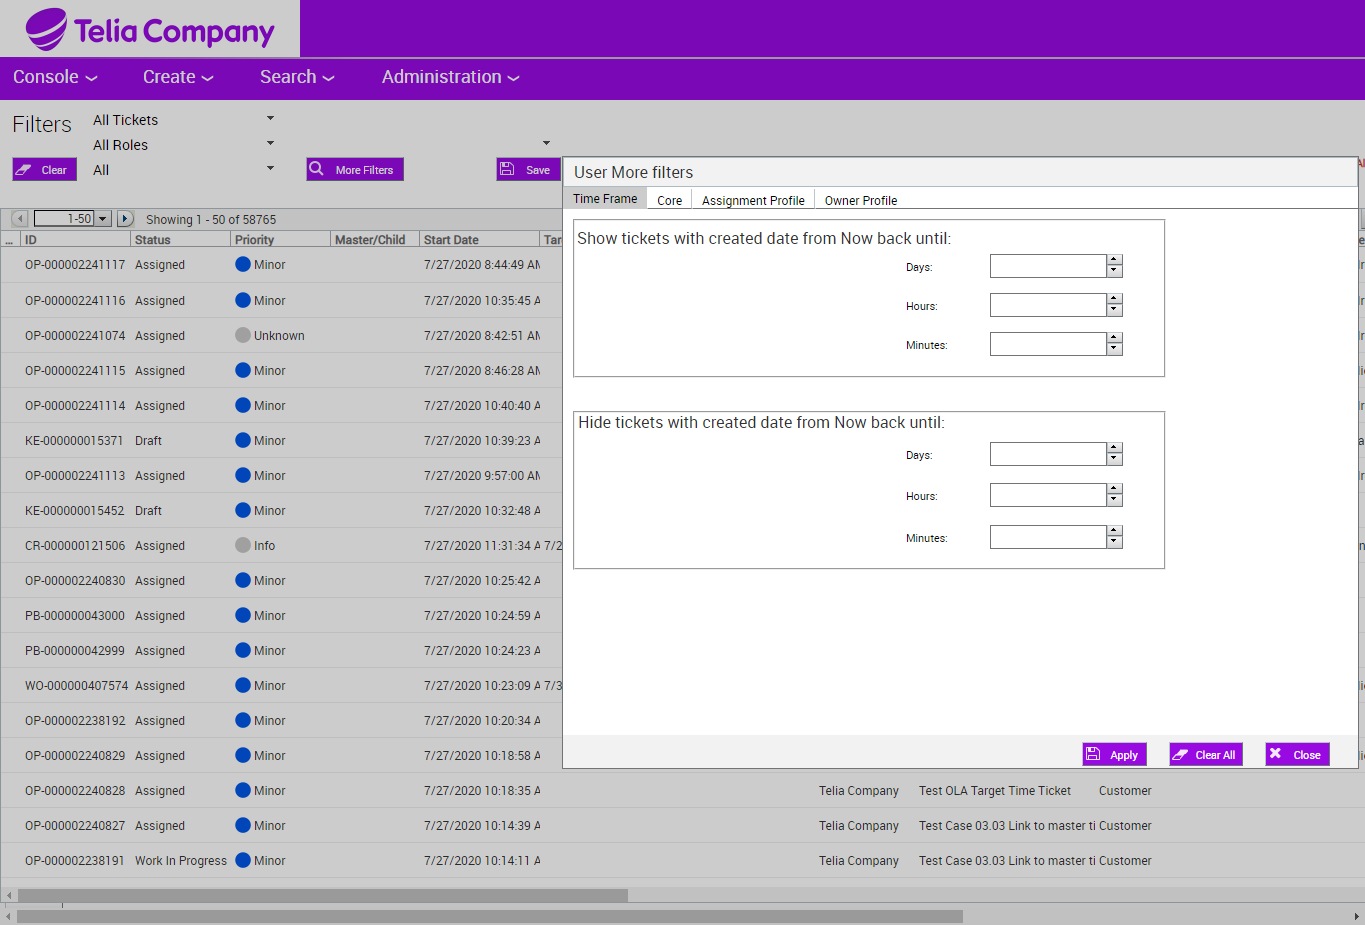 Telia Company
Console Create Search Administration
Filters All Tickets
All Roles
Clear All More Filters Save
1-50 Showing 1 - 50 of 58765
... ID Status Priority Master/Child Start Date Tar
OP-000002241117 Assigned Minor 7/27/2020 8:44:49 AM
OP-000002241116 Assigned Minor 7/27/2020 10:35:45 A
OP-000002241074 Assigned Unknown 7/27/2020 8:42:51 AM
OP-000002241115 Assigned Minor 7/27/2020 8:46:28 AM
OP-000002241114 Assigned Minor 7/27/2020 10:40:40 A
KE-000000015371 Draft Minor 7/27/2020 10:39:23 A
OP-000002241113 Assigned Minor 7/27/2020 9:57:00 AM
KE-000000015452 Draft Minor 7/27/2020 10:32:48 A
CR-000000121506 Assigned Info 7/27/2020 11:31:34 A 7/2
OP-000002240830 Assigned Minor 7/27/2020 10:25:42 A
PB-000000043000 Assigned Minor 7/27/2020 10:24:59 A
PB-000000042999 Assigned Minor 7/27/2020 10:24:23 A
WO-000000407574 Assigned Minor 7/27/2020 10:23:09 A 7/3
OP-000002238192 Assigned Minor 7/27/2020 10:20:34 A
OP-000002240829 Assigned Minor 7/27/2020 10:18:58 A
OP-000002240828 Assigned Minor 7/27/2020 10:18:35 A Telia Company Test OLA Target Time Ticket Customer
OP-000002240827 Assigned Minor 7/27/2020 10:14:39 A Telia Company Test Case 03.03 Link to master ti Customer
OP-000002238191 Work In Progress Minor 7/27/2020 10:14:11 A Telia Company Test Case 03.03 Link to master ti Customer
User More filters
Time Frame Core Assignment Profile Owner Profile
Show tickets with created date from Now back until:
Days:
Hours:
Minutes:
Hide tickets with created date from Now back until:
Days:
Hours:
Minutes:
Apply Clear All Close